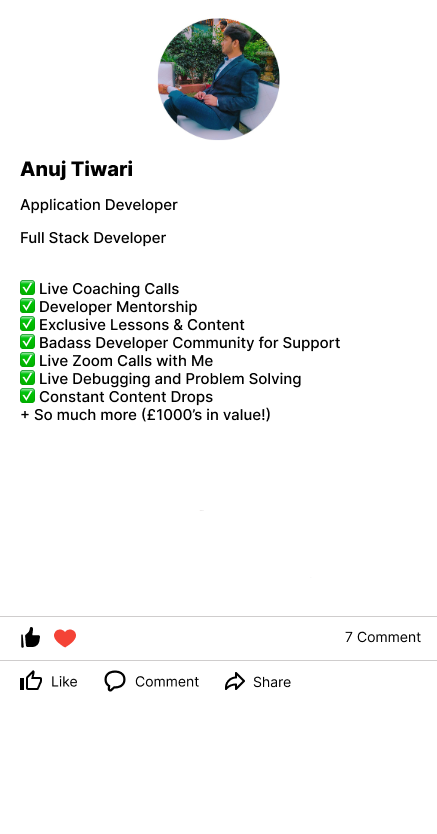 Anuj Tiwari
Application Developer
Full Stack Developer
✅ Live Coaching Calls
✅ Developer Mentorship
✅ Exclusive Lessons & Content
✅ Badass Developer Community for Support
✅ Live Zoom Calls with Me
✅ Live Debugging and Problem Solving
✅ Constant Content Drops
+ So much more (£1000’s in value!)
7 Comment
Like Comment Share